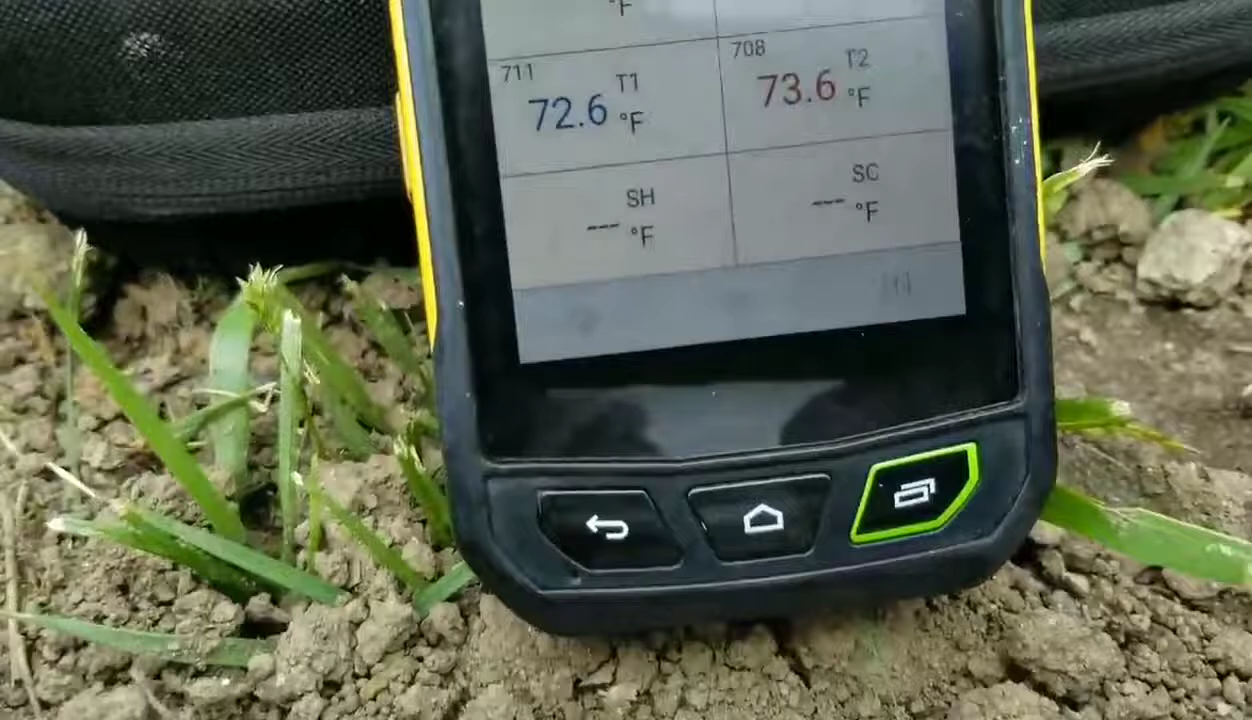 °F
711 T1 708 T2
72.6 °F 73.6 °F
SH SC
--- °F --- °F